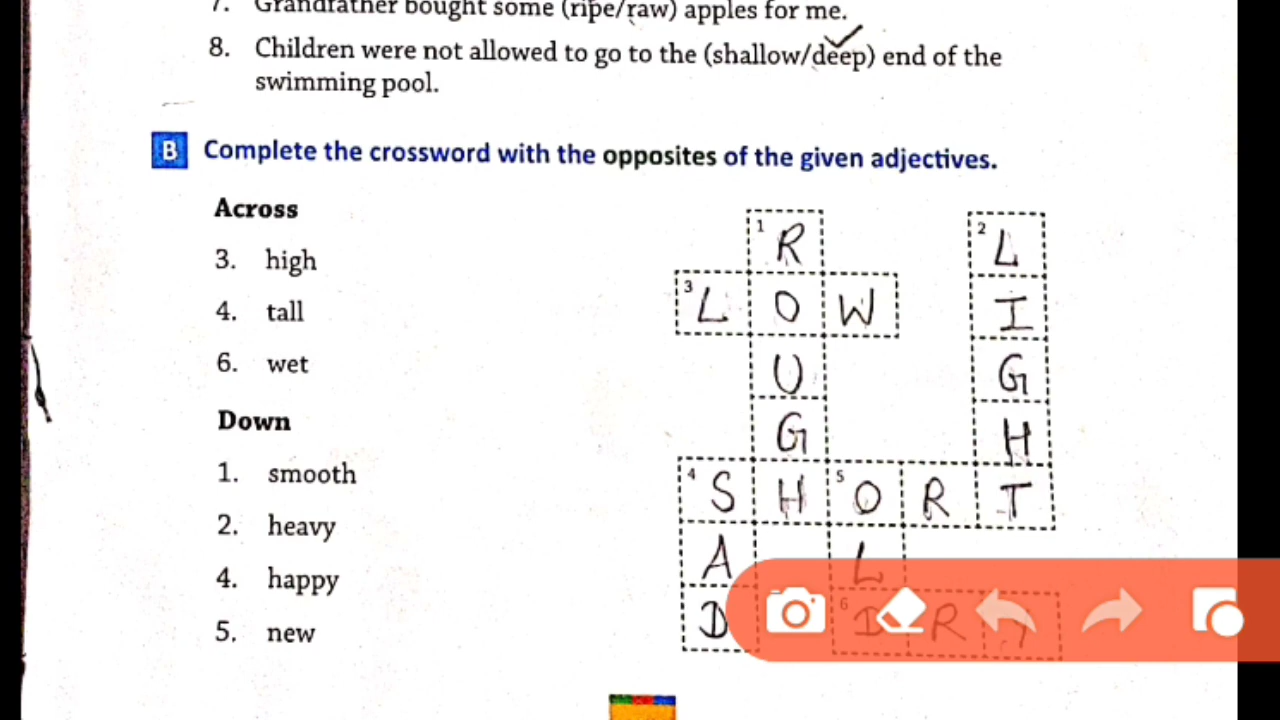 7. Grandfather bought some (ripe/raw) apples for me.
8. Children were not allowed to go to the (shallow/deep) end of the
swimming pool.
B Complete the crossword with the opposites of the given adjectives.
Across
3. high
4. tall
6. wet
Down
1. smooth
2. heavy
4. happy
5. new
1 R 2 L
3 L O W I
U G
G H
4 S H 5 O R T
A L
D 6 D R Y